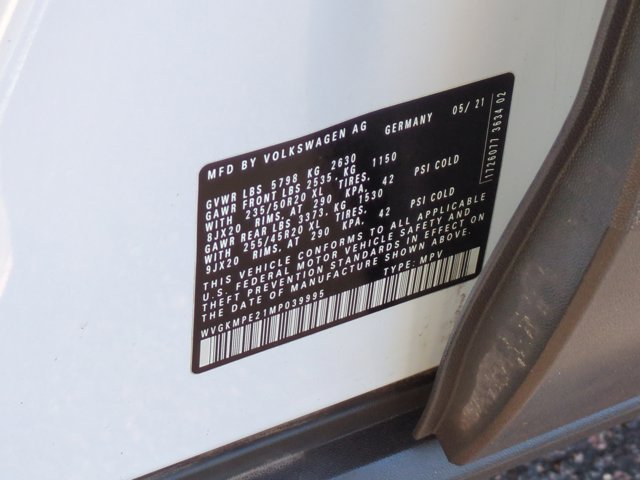 MFD BY VOLKSWAGEN AG GERMANY 05/ 21
GVWR LBS 5798 KG 2630
GAWR FRONT LBS 2535. KG 1150
WITH 235/50R20 XL TIRES.
8JX20 RIMS. AT 290 KPA. 42 PSI COLD
GAWR REAR LBS 3373. KG 1530
WITH 255/45R20 XL TIRES.
9JX20 RIMS. AT 290 KPA. 42 PSI COLD
THIS VEHICLE CONFORMS TO ALL APPLICABLE
U.S. FEDERAL MOTOR VEHICLE SAFETY AND
THEFT PREVENTION STANDARDS IN EFFECT ON
THE DATE OF MANUFACTURE SHOWN ABOVE.
TYPE: MPV
WVGKMPE21MP039995
1726077 3634 02